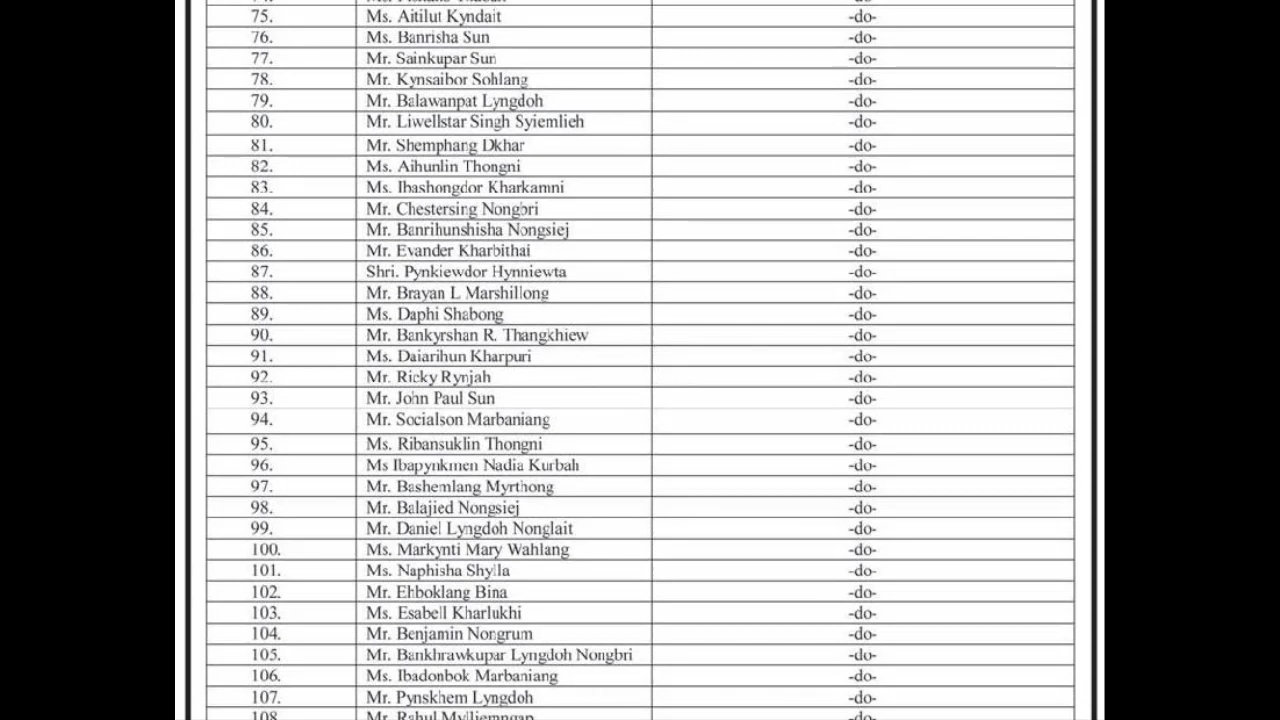 75. Ms. Aitilut Kyndait -do-
76. Ms. Banrisha Sun -do-
77. Mr. Sainkupar Sun -do-
78. Mr. Kynsaibor Sohlang -do-
79. Mr. Balawanpat Lyngdoh -do-
80. Mr. Liwellstar Singh Syiemlieh -do-
81. Mr. Shemphang Dkhar -do-
82. Ms. Aihunlin Thongni -do-
83. Ms. Ibashongdor Kharkamni -do-
84. Mr. Chestersing Nongbri -do-
85. Mr. Banrihunshisha Nongsiej -do-
86. Mr. Evander Kharbithai -do-
87. Shri. Pynkiewdor Hynniewta -do-
88. Mr. Brayan L Marshillong -do-
89. Ms. Daphi Shabong -do-
90. Mr. Bankyrshan R. Thangkhiew -do-
91. Ms. Daiarihun Kharpuri -do-
92. Mr. Ricky Rynjah -do-
93. Mr. John Paul Sun -do-
94. Mr. Socialson Marbaniang -do-
95. Ms. Ribansuklin Thongni -do-
96. Ms Ibapynkmen Nadia Kurbah -do-
97. Mr. Bashemlang Myrthong -do-
98. Mr. Balajied Nongsiej -do-
99. Mr. Daniel Lyngdoh Nonglait -do-
100. Ms. Markynti Mary Wahlang -do-
101. Ms. Naphisha Shylla -do-
102. Mr. Ehboklang Bina -do-
103. Ms. Esabell Kharlukhi -do-
104. Mr. Benjamin Nongrum -do-
105. Mr. Bankhrawkupar Lyngdoh Nongbri -do-
106. Ms. Ibadonbok Marbaniang -do-
107. Mr. Pynskhem Lyngdoh -do-
108. Mr. Rahul -do-